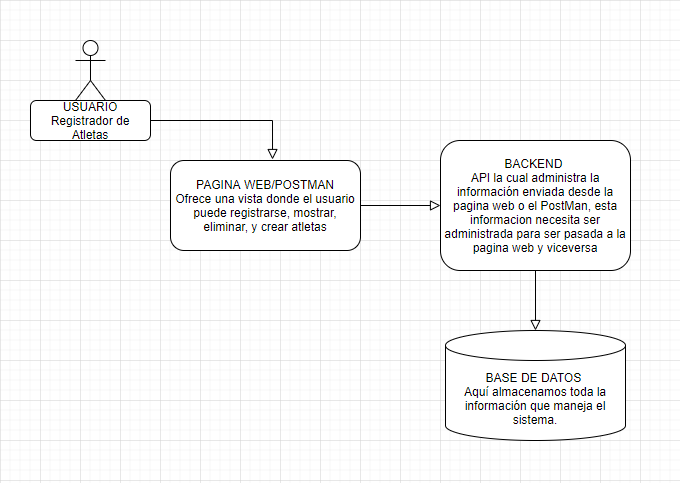 USUARIO
Registrador de
Atletas
PAGINA WEB/POSTMAN
Ofrece una vista donde el usuario
puede registrarse, mostrar,
eliminar, y crear atletas
BACKEND
API la cual administra la
información enviada desde la
pagina web o el PostMan, esta
informacion necesita ser
administrada para ser pasada a la
pagina web y viceversa
BASE DE DATOS
Aquí almacenamos toda la
información que maneja el
sistema.